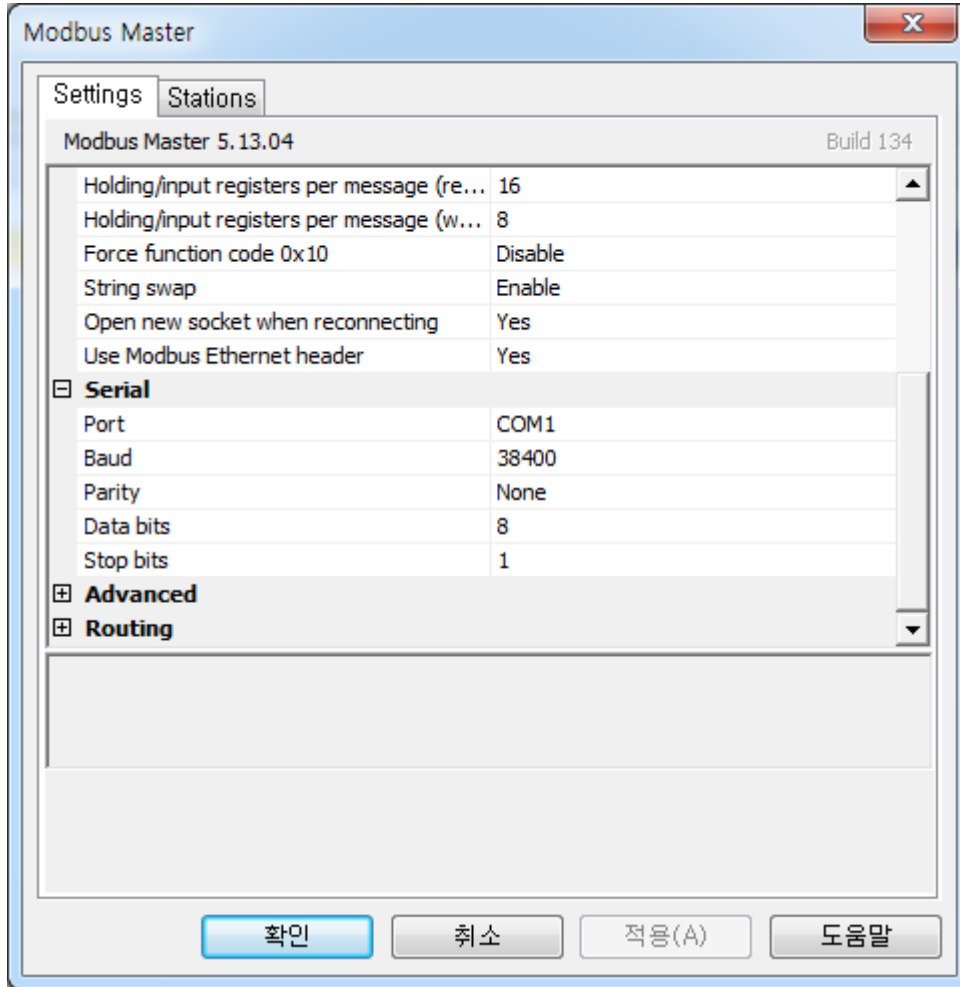 Modbus Master
Settings Stations
Modbus Master 5.13.04 Build 134
Holding/input registers per message (re... 16
Holding/input registers per message (w... 8
Force function code 0x10 Disable
String swap Enable
Open new socket when reconnecting Yes
Use Modbus Ethernet header Yes
Serial
Port COM1
Baud 38400
Parity None
Data bits 8
Stop bits 1
Advanced
Routing
확인 취소 적용(A) 도움말